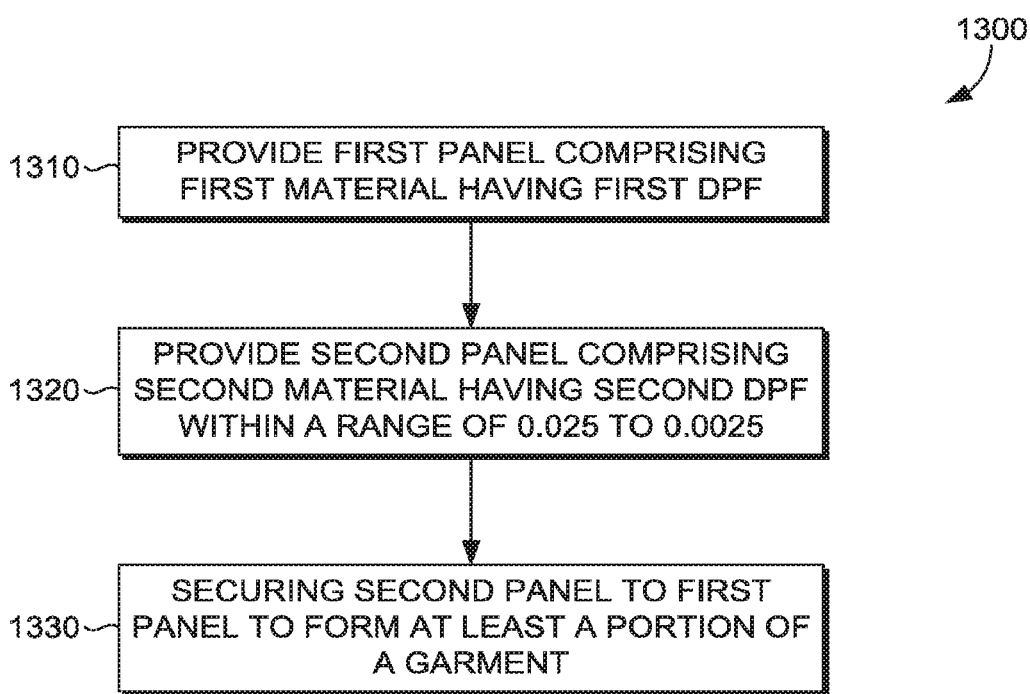 1300
1310
PROVIDE FIRST PANEL COMPRISING
FIRST MATERIAL HAVING FIRST DPF
1320
PROVIDE SECOND PANEL COMPRISING
SECOND MATERIAL HAVING SECOND DPF
WITHIN A RANGE OF 0.025 TO 0.0025
1330
SECURING SECOND PANEL TO FIRST
PANEL TO FORM AT LEAST A PORTION OF
A GARMENT